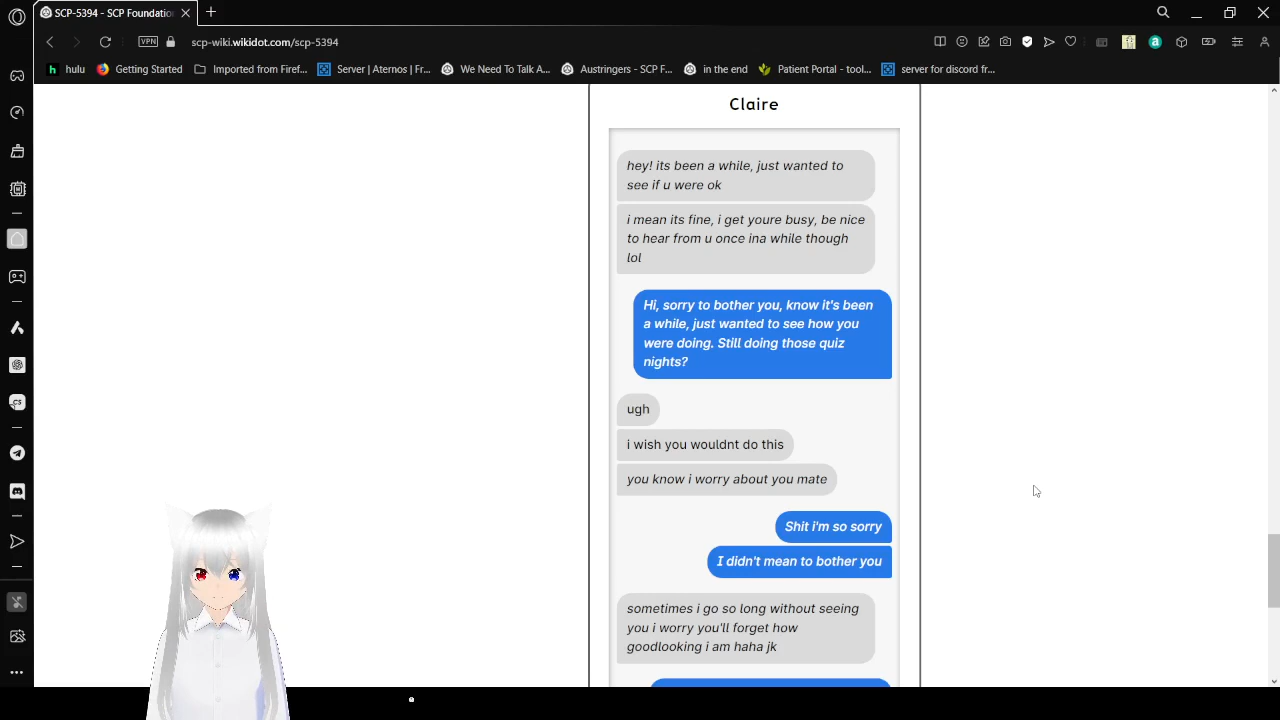 SCP-5394 - SCP Foundatio
scp-wiki.wikidot.com/scp-5394
VPN
hulu
Getting Started
Imported from Firef...
Server | Aternos | Fr...
We Need To Talk A...
Austringers - SCP F...
in the end
Patient Portal - tool...
server for discord fr...
Claire
hey! its been a while, just wanted to
see if u were ok
i mean its fine, i get youre busy, be nice
to hear from u once ina while though
lol
Hi, sorry to bother you, know it's been
a while, just wanted to see how you
were doing. Still doing those quiz
nights?
ugh
i wish you wouldnt do this
you know i worry about you mate
Shit i'm so sorry
I didn't mean to bother you
sometimes i go so long without seeing
you i worry you'll forget how
goodlooking i am haha jk